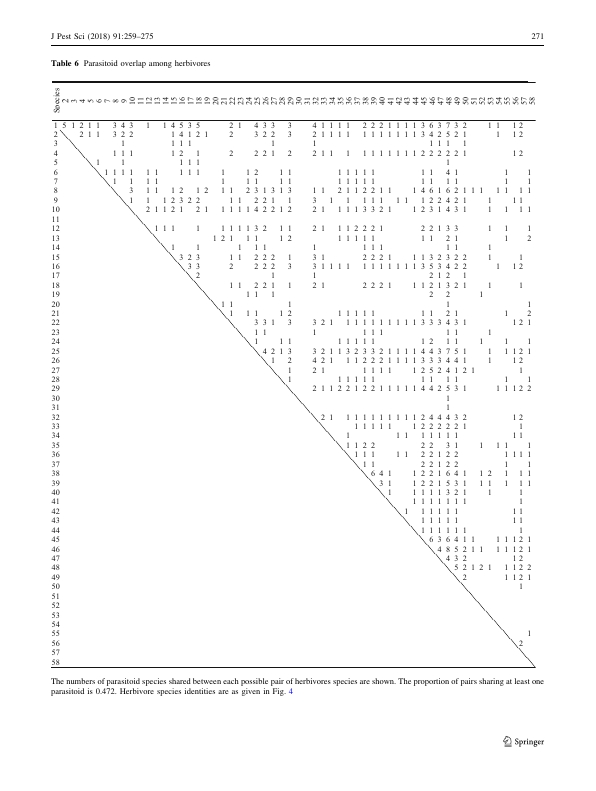 J Pest Sci (2018) 91:259–275
271
Table 6 Parasitoid overlap among herbivores
Species 2 3 4 5 6 7 8 9 10 11 12 13 14 15 16 17 18 19 20 21 22 23 24 25 26 27 28 29 30 31 32 33 34 35 36 37 38 39 40 41 42 43 44 45 46 47 48 49 50 51 52 53 54 55 56 57 58
1 5 1 2 1 1 3 4 3 1 1 4 5 3 5 2 1 4 3 3 3 4 1 1 1 1 2 2 2 1 1 1 1 3 6 3 7 3 2 1 1 1 2
2 2 1 1 3 2 2 1 4 1 2 1 2 3 2 2 3 2 1 1 1 1 1 1 1 1 1 1 1 1 3 4 2 5 2 1 1 1 2
3 1 1 1 1 1 1 1 1 1 1
4 1 1 1 1 2 1 2 2 2 1 2 2 1 1 1 1 1 1 1 1 1 1 2 2 2 2 2 1 1 2
5 1 1 1 1 1 1
6 1 1 1 1 1 1 1 1 2 1 1 1 1 1 1 1 1 1 4 1 1 1
7 1 1 1 1 1 1 1 1 1 1 1 1 1 1 1 1 1 1
8 3 1 1 1 2 1 2 1 1 2 3 1 3 1 3 1 1 2 1 1 2 2 1 1 1 4 6 1 6 2 1 1 1 1 1 1 1
9 1 1 1 2 3 2 2 1 1 2 2 1 1 3 1 1 1 1 1 1 2 2 4 2 1 1
10 2 1 1 2 1 2 1 1 1 1 1 4 2 2 1 2 2 1 1 1 3 3 2 1 1 2 3 1 4 3 1 1 1 1 1
11
12 1 1 1 1 1 1 1 1 3 2 1 1 1 1 1 1 2 2 1 2 2 1 3 3 1 1 1
13 1 2 1 1 1 1 2 1 1 1 1 2 1 1 2 1 1 2
14 1 1 1 1 1 1 1 1
15 3 2 3 2 1 2 2 2 1 3 1 2 2 2 1 1 1 1 3 2 3 2 2 1 1
16 3 3 2 2 2 2 3 3 1 1 1 1 1 1 1 1 1 1 1 3 5 3 4 2 2 1 1 2
17 2 1 1 2 1 2
18 1 1 2 2 1 1 2 1 2 2 2 1 1 1 2 1 3 2 1 1
19 1 1 1 2 2 1
20 1 1 1 1 1
21 1 1 1 1 2 1 1 1 1 1 1 1 2 1 2
22 3 3 1 3 3 2 1 1 1 1 1 1 1 1 1 3 3 3 4 3 1 1 2 1
23 1 1 1 1 1 1 1
24 1 1 1 1 1 1 1 1 1 2 1 1 1
25 4 2 1 3 3 2 1 1 3 2 3 3 2 1 1 1 1 4 4 3 7 5 1 1 1 1 2 1
26 1 2 4 2 1 1 1 1 2 1 1 1 1 1 2 3 3 4 4 1 1 2 1
27 1 2 1 1 1 1 1 1 2 5 2 4 1 2 1 1
28 1 1 1 1 1 1 1 1 1 1 1 1
29 2 1 1 2 2 1 2 2 1 1 1 1 4 4 2 5 3 1 1 1 1 2 1
30 1
31 1
32 2 1 1 1 1 1 1 1 1 1 1 2 4 4 4 3 2 1 2
33 1 1 1 1 1 1 2 2 2 2 1 1
34 1 1 1 1 1
35 1 1 2 2 2 2 3 1 1 1 1 1
36 1 1 1 1 1 2 2 1 2 2 1 1 1 1
37 1 1 2 2 1 2 2 1 1
38 6 4 1 1 2 2 1 6 4 1 1 2 1 1 1
39 3 1 1 2 2 1 5 3 1 1 1 1 1
40 1 1 2 1 1 3 2 1 1 1
41 1 1 1 1 1 1 1
42 1 1 1 1 1 1 1 1
43 1 1 1 1 1 1 1
44 1 1 1 1 1 1
45 6 3 6 4 1 1 1 1 1 2 1
46 4 8 5 2 1 1 1 1 1 2 1
47 4 3 2 1 2
48 5 2 1 2 1 1 1 2 2
49 2 1 1 2 1
50 1
51
52
53
54
55 1
56 2
57
58
The numbers of parasitoid species shared between each possible pair of herbivores species are shown. The proportion of pairs sharing at least one
parasitoid is 0.472. Herbivore species identities are as given in Fig. 4
Springer